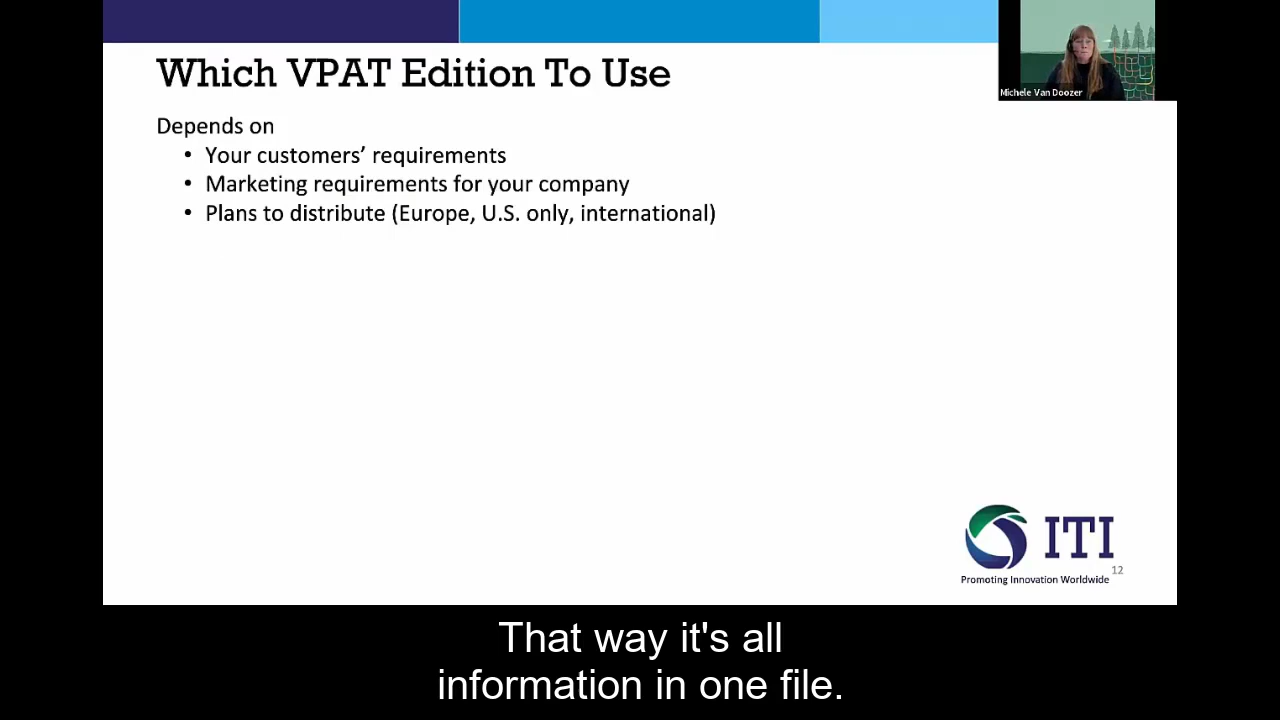 Which VPAT Edition To Use
Michele Van Doozer
Depends on
• Your customers’ requirements
• Marketing requirements for your company
• Plans to distribute (Europe, U.S. only, international)
ITI
12
Promoting Innovation Worldwide
That way it's all
information in one file.